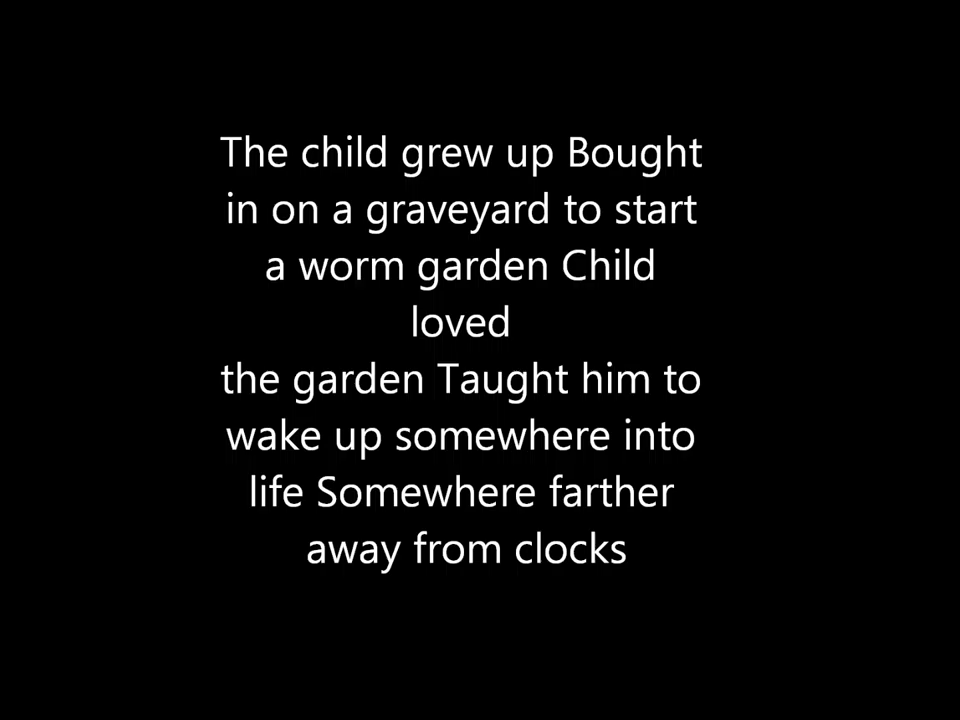 The child grew up Bought
in on a graveyard to start
a worm garden Child
loved
the garden Taught him to
wake up somewhere into
life Somewhere farther
away from clocks